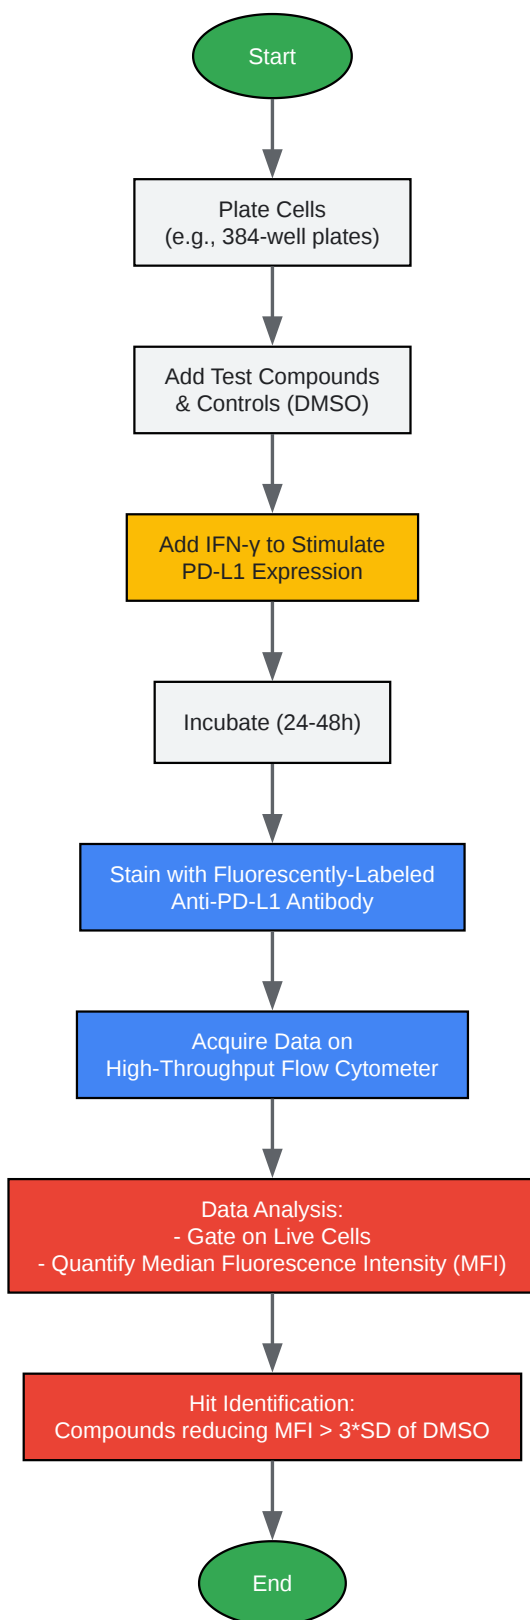 Start
Plate Cells
(e.g., 384-well plates)
Add Test Compounds
& Controls (DMSO)
Add IFN-γ to Stimulate
PD-L1 Expression
Incubate (24-48h)
Stain with Fluorescently-Labeled
Anti-PD-L1 Antibody
Acquire Data on
High-Throughput Flow Cytometer
Data Analysis:
- Gate on Live Cells
- Quantify Median Fluorescence Intensity (MFI)
Hit Identification:
Compounds reducing MFI > 3*SD of DMSO
End